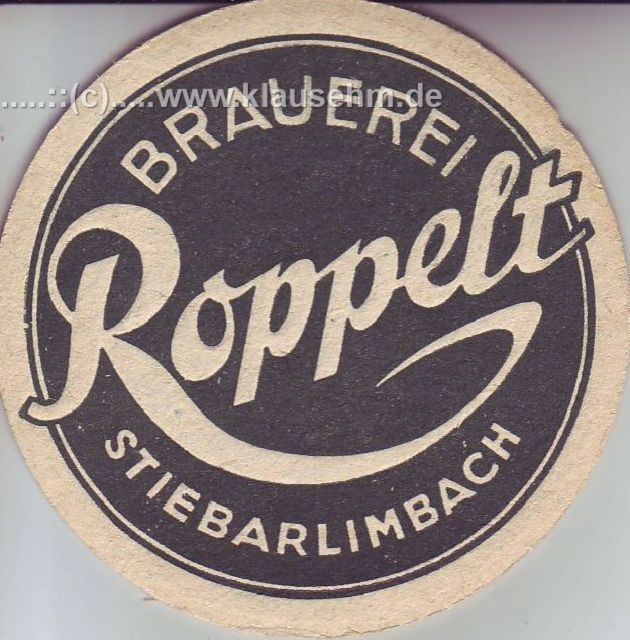 BRAUEREI
.....::(c).....www.klausehm.de
Roppelt
STIEBARLIMBACH